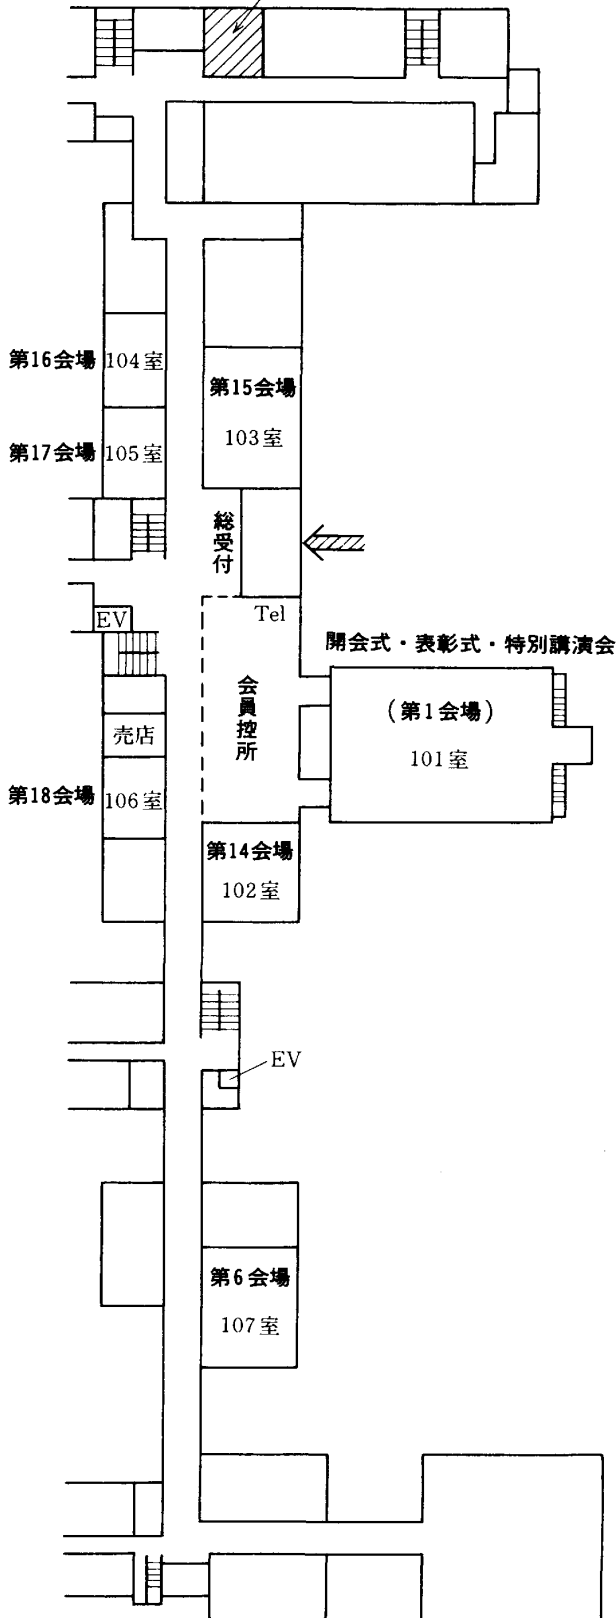 第16会場
104室
第15会場
103室
第17会場
105室
総受付
EV
Tel
開会式・表彰式・特別講演会
会員控所
(第1会場)
101室
売店
第18会場
106室
第14会場
102室
EV
第6会場
107室